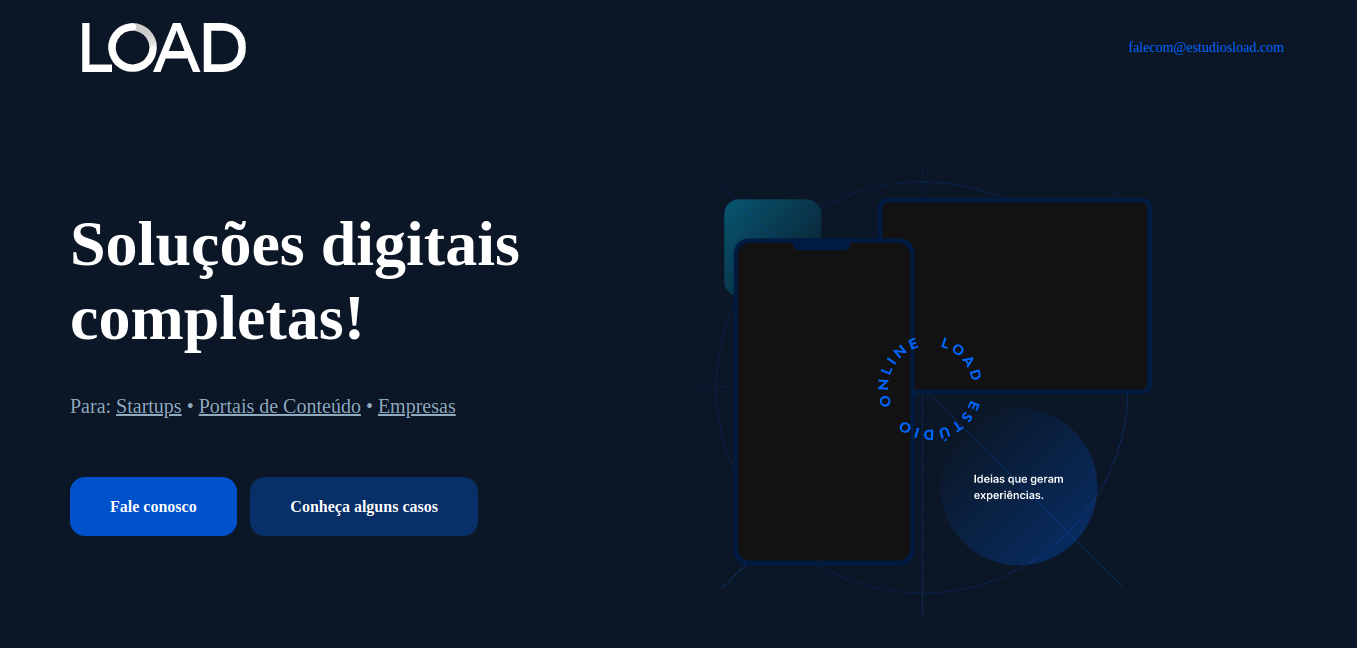 LOAD
falecom@estudiosload.com
Soluções digitais
completas!
Para: Startups • Portais de Conteúdo • Empresas
Fale conosco
Conheça alguns casos
LOAD ESTÚDIO ONLINE
Ideias que geram
experiências.